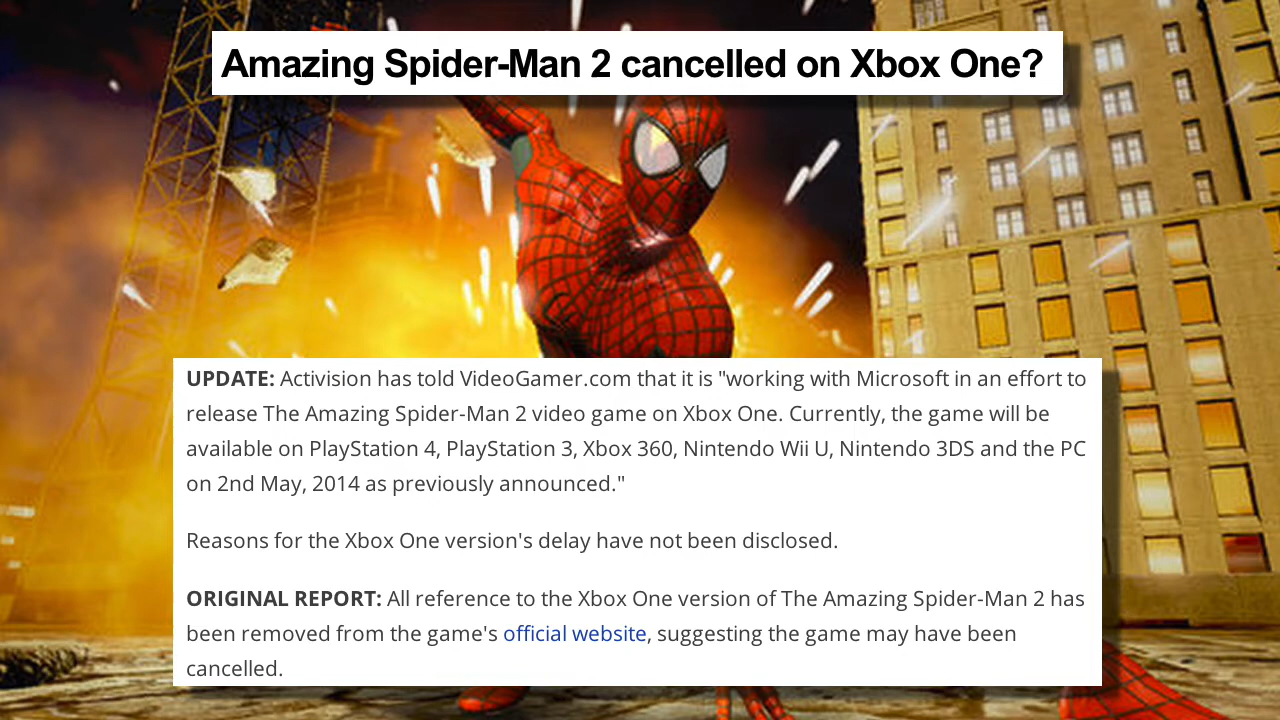 Amazing Spider-Man 2 cancelled on Xbox One?
UPDATE: Activision has told VideoGamer.com that it is "working with Microsoft in an effort to
release The Amazing Spider-Man 2 video game on Xbox One. Currently, the game will be
available on PlayStation 4, PlayStation 3, Xbox 360, Nintendo Wii U, Nintendo 3DS and the PC
on 2nd May, 2014 as previously announced."
Reasons for the Xbox One version's delay have not been disclosed.
ORIGINAL REPORT: All reference to the Xbox One version of The Amazing Spider-Man 2 has
been removed from the game's official website, suggesting the game may have been
cancelled.